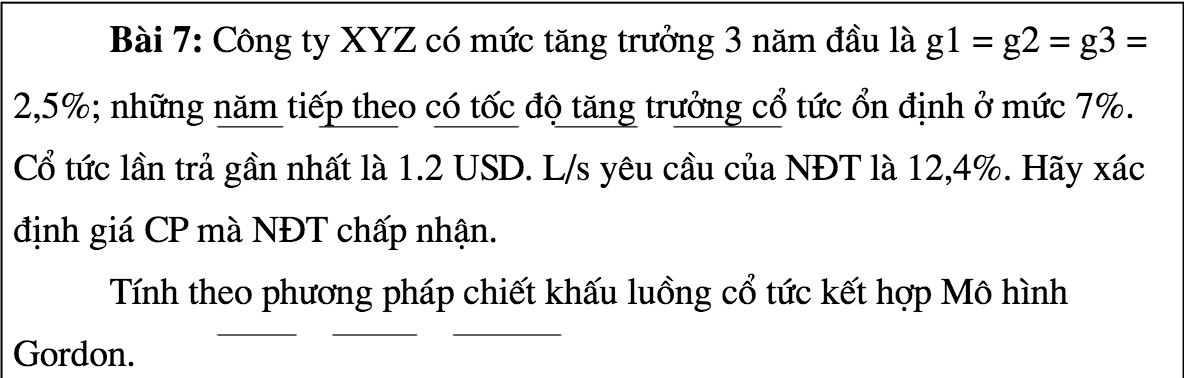 Bài 7: Công ty XYZ có mức tăng trưởng 3 năm đầu là g1 = g2 = g3 =
2,5%; những năm tiếp theo có tốc độ tăng trưởng cổ tức ổn định ở mức 7%.
Cổ tức lần trả gần nhất là 1.2 USD. L/s yêu cầu của NĐT là 12,4%. Hãy xác
định giá CP mà NĐT chấp nhận.
Tính theo phương pháp chiết khấu luồng cổ tức kết hợp Mô hình
Gordon.